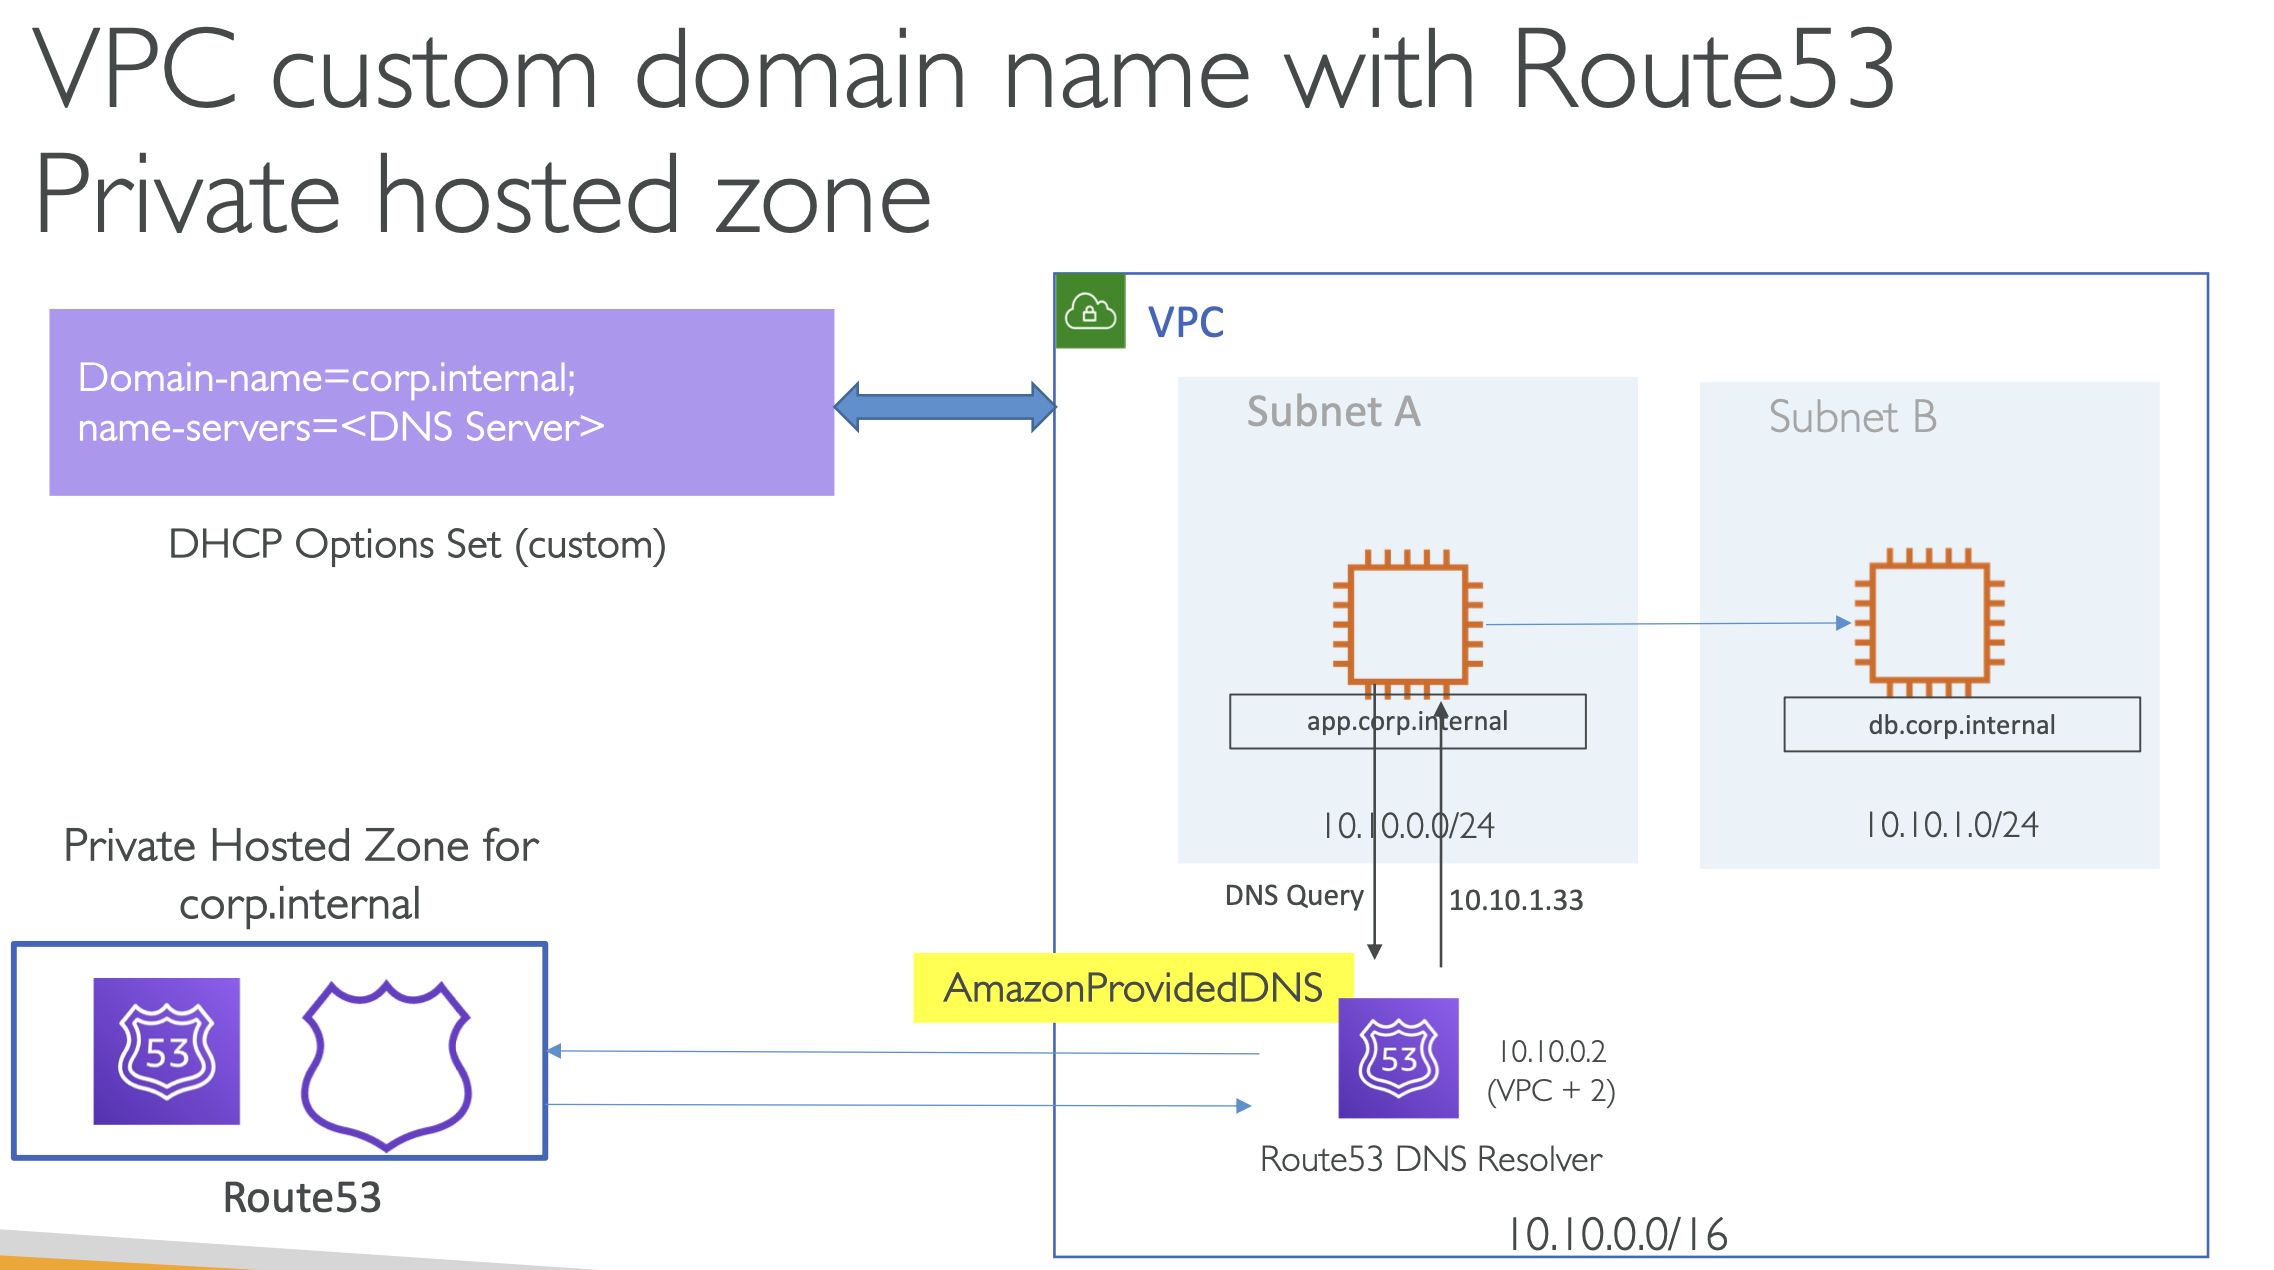 VPC custom domain name with Route53
Private hosted zone
Domain-name=corp.internal;
name-servers=<DNS Server>
DHCP Options Set (custom)
VPC
Subnet A
Subnet B
app.corp.internal
db.corp.internal
10.10.0.0/24
10.10.1.0/24
DNS Query
10.10.1.33
Private Hosted Zone for
corp.internal
53
Route53
AmazonProvidedDNS
53
10.10.0.2
(VPC + 2)
Route53 DNS Resolver
10.10.0.0/16